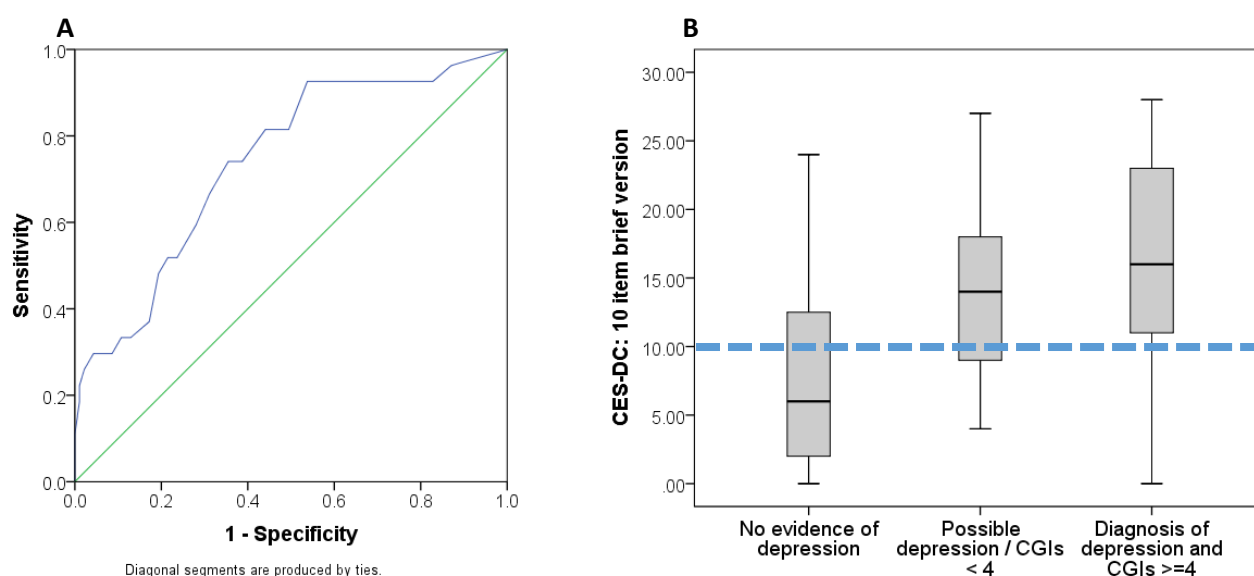 A
1.0
0.8
0.6
0.4
0.2
0.0
Sensitivity
0.0
0.2
0.4
0.6
0.8
1.0
1 - Specificity
Diagonal segments are produced by ties.
B
30.00
25.00
20.00
15.00
10.00
5.00
.00
CES-DC: 10 item brief version
No evidence of
depression
Possible
depression / CGIs
< 4
Diagnosis of
depression and
CGIs >=4